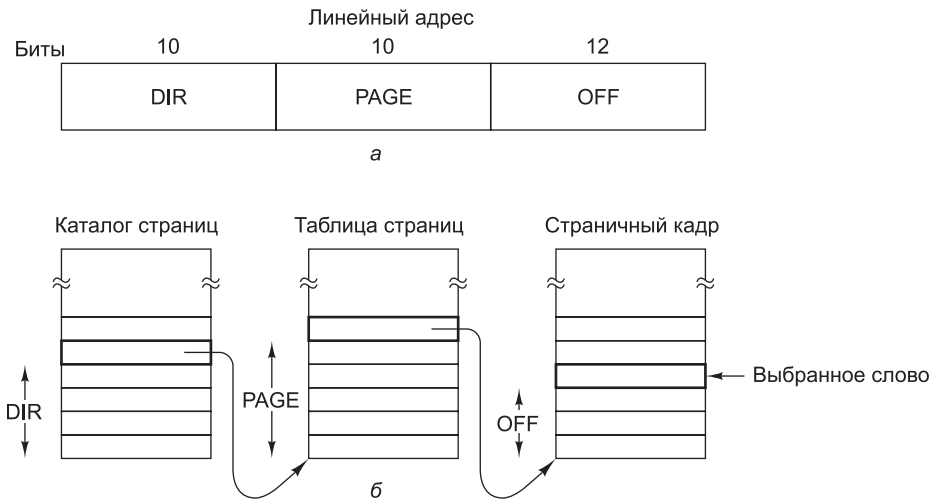 Линейный адрес
Биты 10 10 12
DIR PAGE OFF
а
Каталог страниц Таблица страниц Страничный кадр
Выбранное слово
DIR PAGE OFF
б